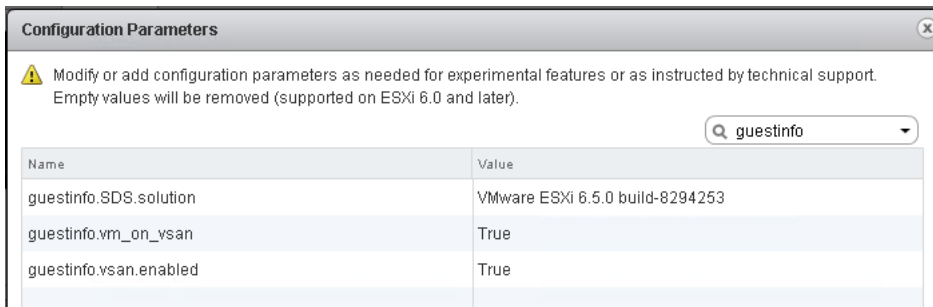 Configuration Parameters
Modify or add configuration parameters as needed for experimental features or as instructed by technical support.
Empty values will be removed (supported on ESXi 6.0 and later).
guestinfo
Name Value
guestinfo.SDS.solution VMware ESXi 6.5.0 build-8294253
guestinfo.vm_on_vsan True
guestinfo.vsan.enabled True